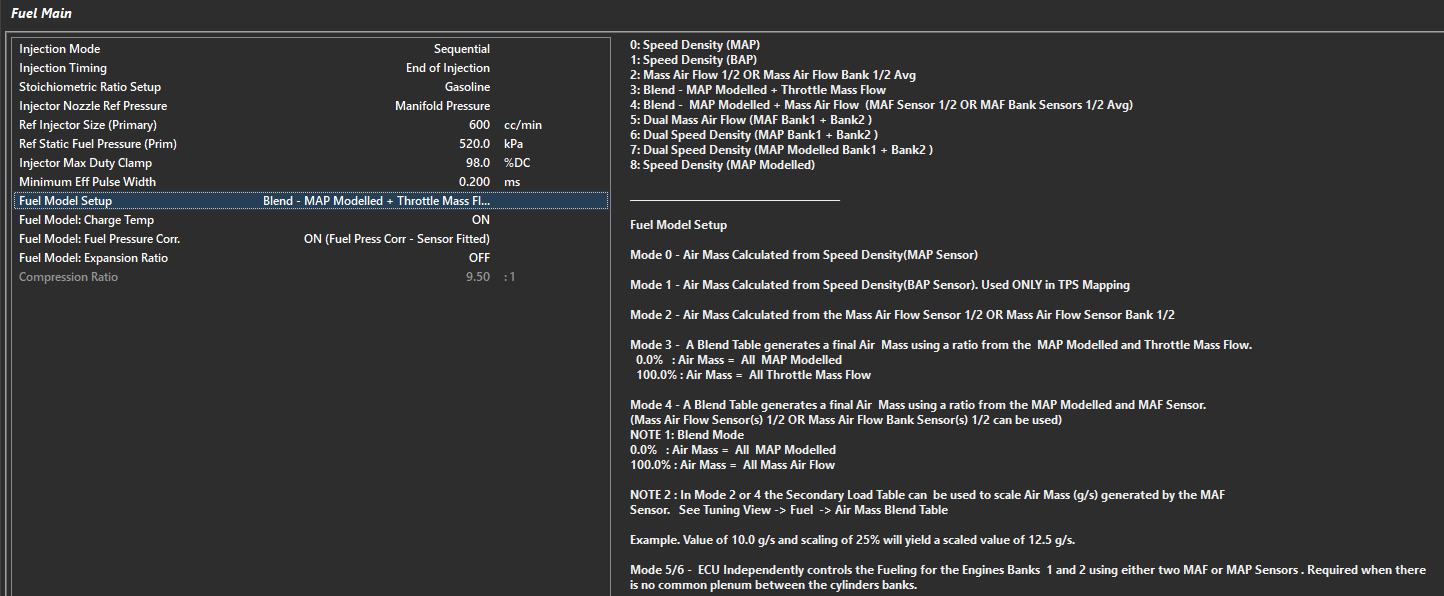 Fuel Main
Injection Mode Sequential
Injection Timing End of Injection
Stoichiometric Ratio Setup Gasoline
Injector Nozzle Ref Pressure Manifold Pressure
Ref Injector Size (Primary) 600 cc/min
Ref Static Fuel Pressure (Prim) 520.0 kPa
Injector Max Duty Clamp 98.0 %DC
Minimum Eff Pulse Width 0.200 ms
Fuel Model Setup Blend - MAP Modelled + Throttle Mass Fl...
Fuel Model: Charge Temp ON
Fuel Model: Fuel Pressure Corr. ON (Fuel Press Corr - Sensor Fitted)
Fuel Model: Expansion Ratio OFF
Compression Ratio 9.50 : 1
0: Speed Density (MAP)
1: Speed Density (BAP)
2: Mass Air Flow 1/2 OR Mass Air Flow Bank 1/2 Avg
3: Blend - MAP Modelled + Throttle Mass Flow
4: Blend - MAP Modelled + Mass Air Flow (MAF Sensor 1/2 OR MAF Bank Sensors 1/2 Avg)
5: Dual Mass Air Flow (MAF Bank1 + Bank2 )
6: Dual Speed Density (MAP Bank1 + Bank2 )
7: Dual Speed Density (MAP Modelled Bank1 + Bank2 )
8: Speed Density (MAP Modelled)
Fuel Model Setup
Mode 0 - Air Mass Calculated from Speed Density(MAP Sensor)
Mode 1 - Air Mass Calculated from Speed Density(BAP Sensor). Used ONLY in TPS Mapping
Mode 2 - Air Mass Calculated from the Mass Air Flow Sensor 1/2 OR Mass Air Flow Sensor Bank 1/2
Mode 3 - A Blend Table generates a final Air Mass using a ratio from the MAP Modelled and Throttle Mass Flow.
0.0% : Air Mass = All MAP Modelled
100.0% : Air Mass = All Throttle Mass Flow
Mode 4 - A Blend Table generates a final Air Mass using a ratio from the MAP Modelled and MAF Sensor.
(Mass Air Flow Sensor(s) 1/2 OR Mass Air Flow Bank Sensor(s) 1/2 can be used)
NOTE 1: Blend Mode
0.0% : Air Mass = All MAP Modelled
100.0% : Air Mass = All Mass Air Flow
NOTE 2 : In Mode 2 or 4 the Secondary Load Table can be used to scale Air Mass (g/s) generated by the MAF
Sensor. See Tuning View -> Fuel -> Air Mass Blend Table
Example. Value of 10.0 g/s and scaling of 25% will yield a scaled value of 12.5 g/s.
Mode 5/6 - ECU Independently controls the Fueling for the Engines Banks 1 and 2 using either two MAF or MAP Sensors . Required when there
is no common plenum between the cylinders banks.